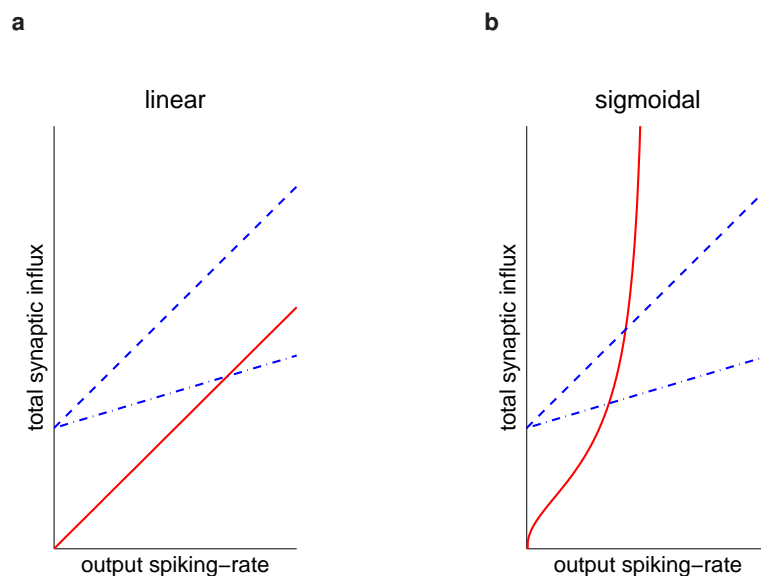 a
b
linear
sigmoidal
total synaptic influx
total synaptic influx
output spiking−rate
output spiking−rate